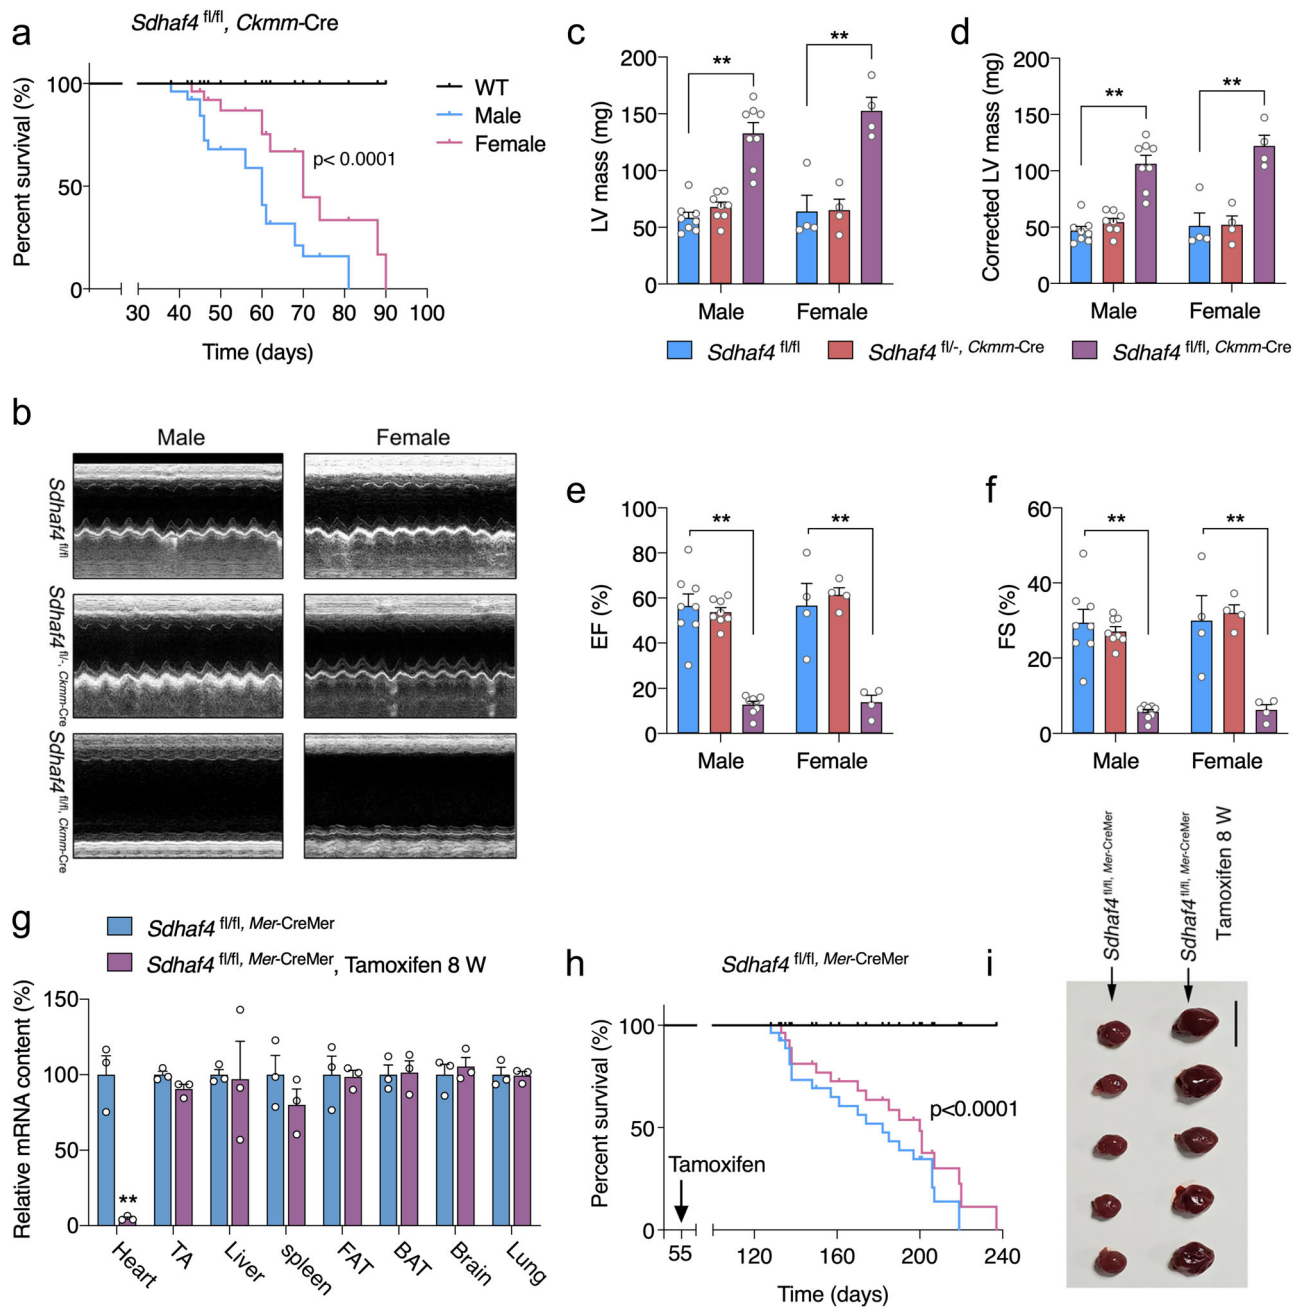 a
Sdhaf4 fl/fl, Ckmm-Cre
Percent survival (%)
100
50
0
30 40 50 60 70 80 90 100
Time (days)
WT
Male
Female
p< 0.0001
b
Male Female
Sdhaf4 fl/fl
Sdhaf4 fl/-, Ckmm-Cre
Sdhaf4 fl/fl, Ckmm-Cre
c
LV mass (mg)
200
150
100
50
0
** **
Male Female
d
Corrected LV mass (mg)
200
150
100
50
0
** **
Male Female
Sdhaf4 fl/fl
Sdhaf4 fl/-, Ckmm-Cre
Sdhaf4 fl/fl, Ckmm-Cre
e
EF (%)
100
80
60
40
20
0
** **
Male Female
f
FS (%)
60
40
20
0
** **
Male Female
g
Sdhaf4 fl/fl, Mer-CreMer
Sdhaf4 fl/fl, Mer-CreMer, Tamoxifen 8 W
Relative mRNA content (%)
150
100
50
0
**
Heart TA Liver spleen FAT BAT Brain Lung
h
Sdhaf4 fl/fl, Mer-CreMer
Percent survival (%)
100
50
0
p<0.0001
Tamoxifen
55 120 160 200 240
Time (days)
i
Sdhaf4 fl/fl, Mer-CreMer
Sdhaf4 fl/fl, Mer-CreMer
Tamoxifen 8 W